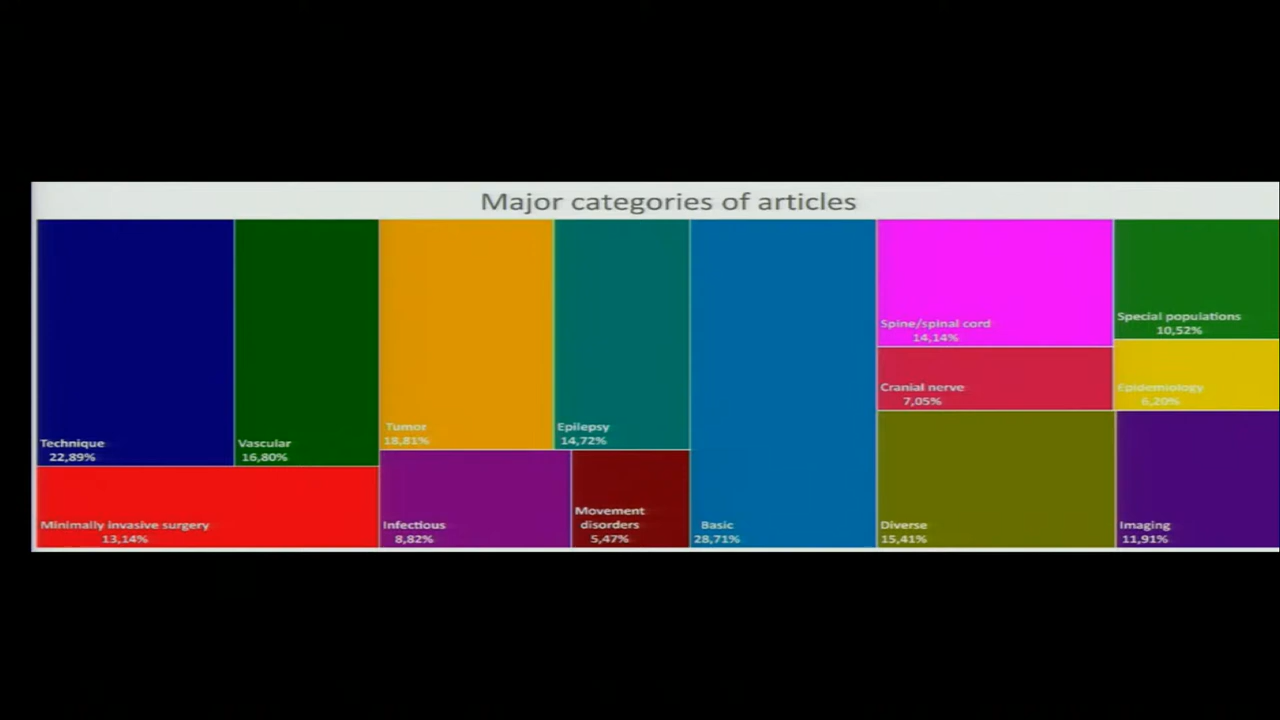 Major categories of articles
Technique
22,89%
Vascular
16,80%
Minimally invasive surgery
13,14%
Tumor
18,81%
Epilepsy
14,72%
Infectious
8,82%
Movement
disorders
5,47%
Basic
28,71%
Spine/spinal cord
14,14%
Cranial nerve
7,05%
Diverse
15,41%
Special populations
10,52%
Epidemiology
6,20%
Imaging
11,91%